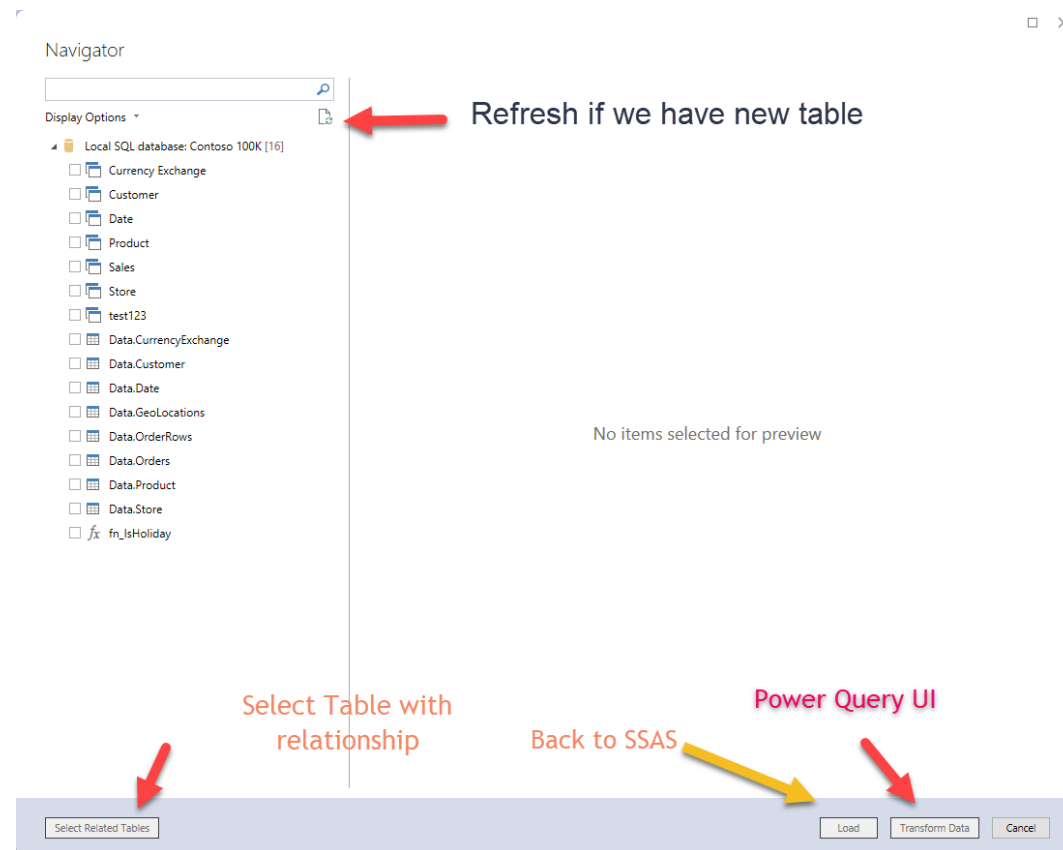 Navigator
Display Options
Refresh if we have new table
Local SQL database: Contoso 100K [16]
Currency Exchange
Customer
Date
Product
Sales
Store
test123
Data.CurrencyExchange
Data.Customer
Data.Date
Data.GeoLocations
Data.OrderRows
Data.Orders
Data.Product
Data.Store
fx fn_IsHoliday
No items selected for preview
Select Table with
relationship
Back to SSAS
Power Query UI
Select Related Tables
Load
Transform Data
Cancel